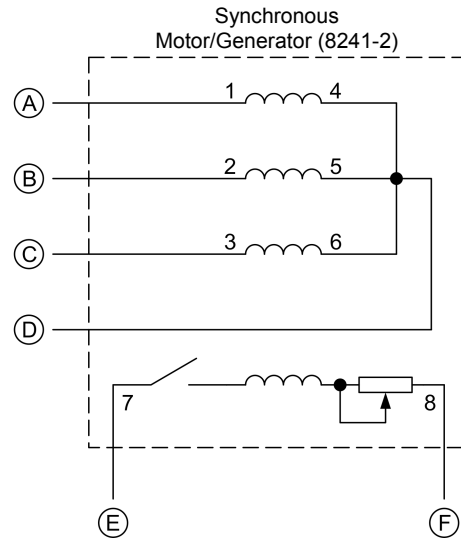 Synchronous
Motor/Generator (8241-2)
A
1 4
B
2 5
C
3 6
D
7 8
E F